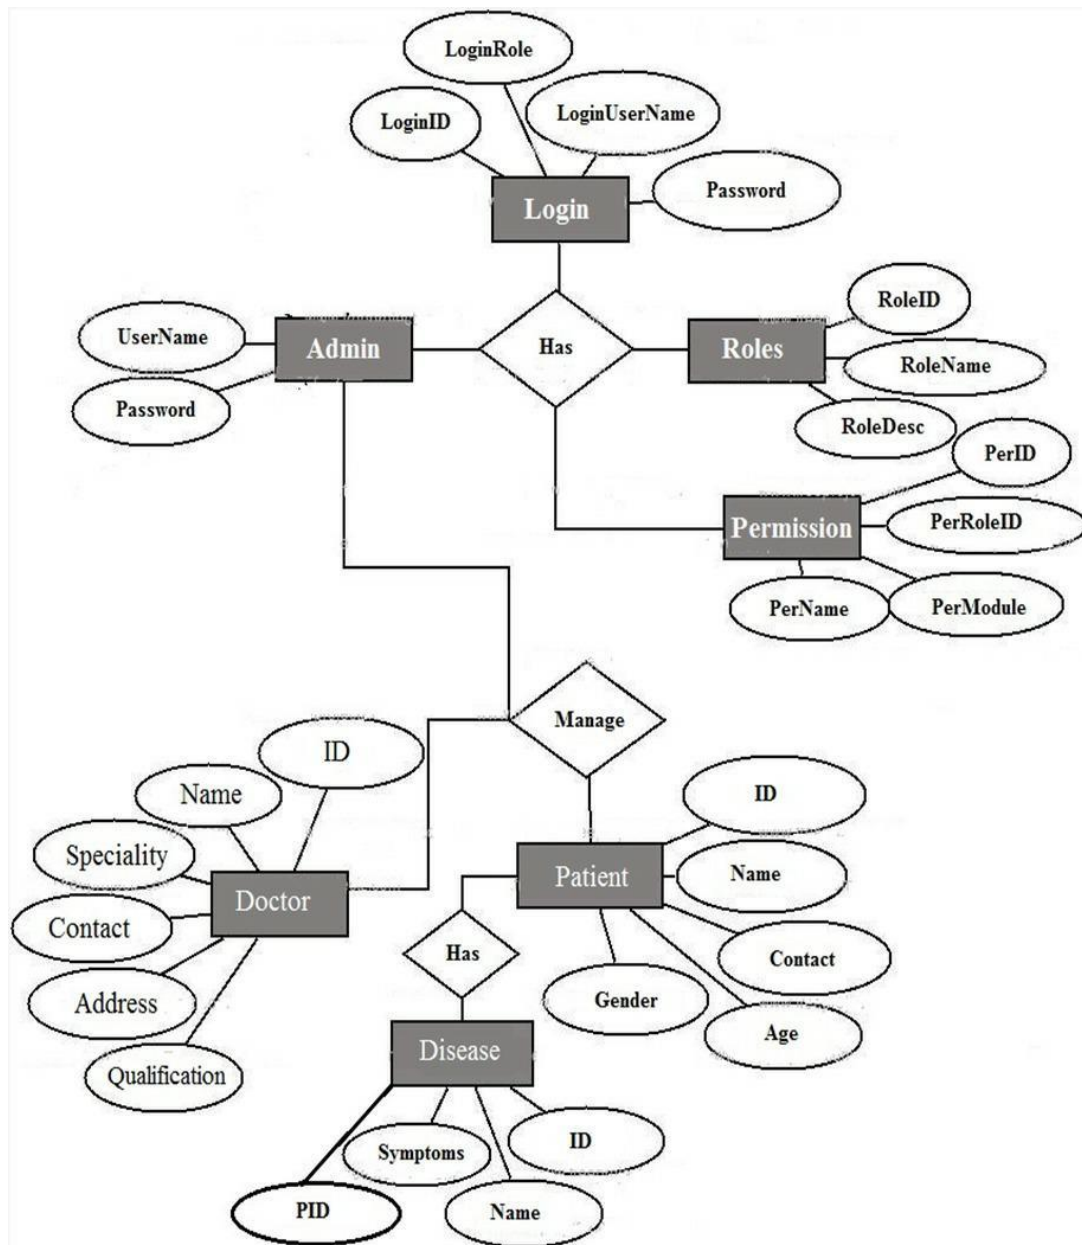 LoginRole
LoginID
LoginUserName
Password
Login
RoleID
UserName
Admin
Has
Roles
RoleName
Password
RoleDesc
PerID
Permission
PerRoleID
PerName
PerModule
Manage
ID
Name
ID
Speciality
Patient
Name
Doctor
Contact
Has
Contact
Gender
Address
Age
Disease
Qualification
Symptoms
ID
PID
Name